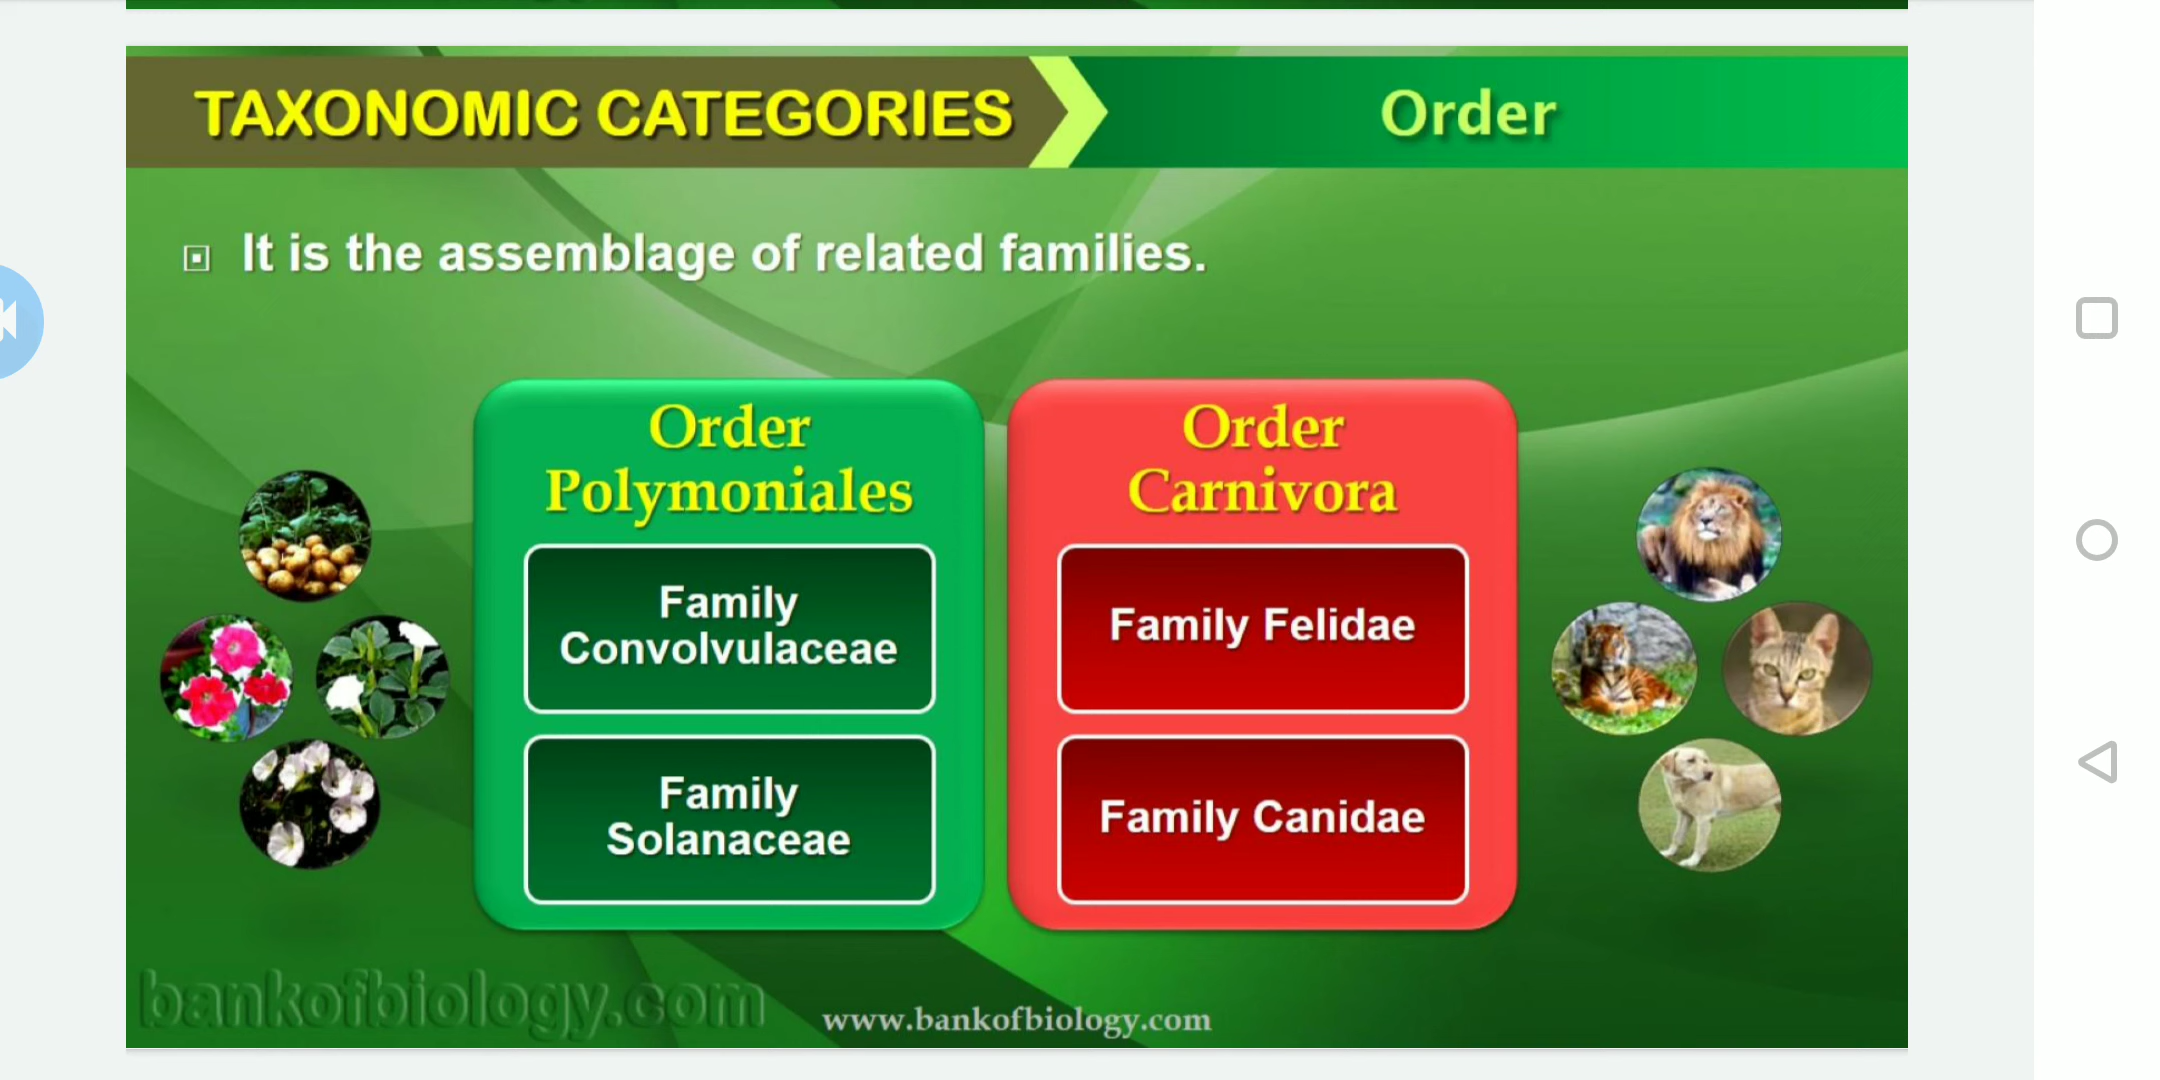 TAXONOMIC CATEGORIES
Order
It is the assemblage of related families.
Order
Polymoniales
Family
Convolvulaceae
Family
Solanaceae
Order
Carnivora
Family Felidae
Family Canidae
bankofbiology.com
www.bankofbiology.com